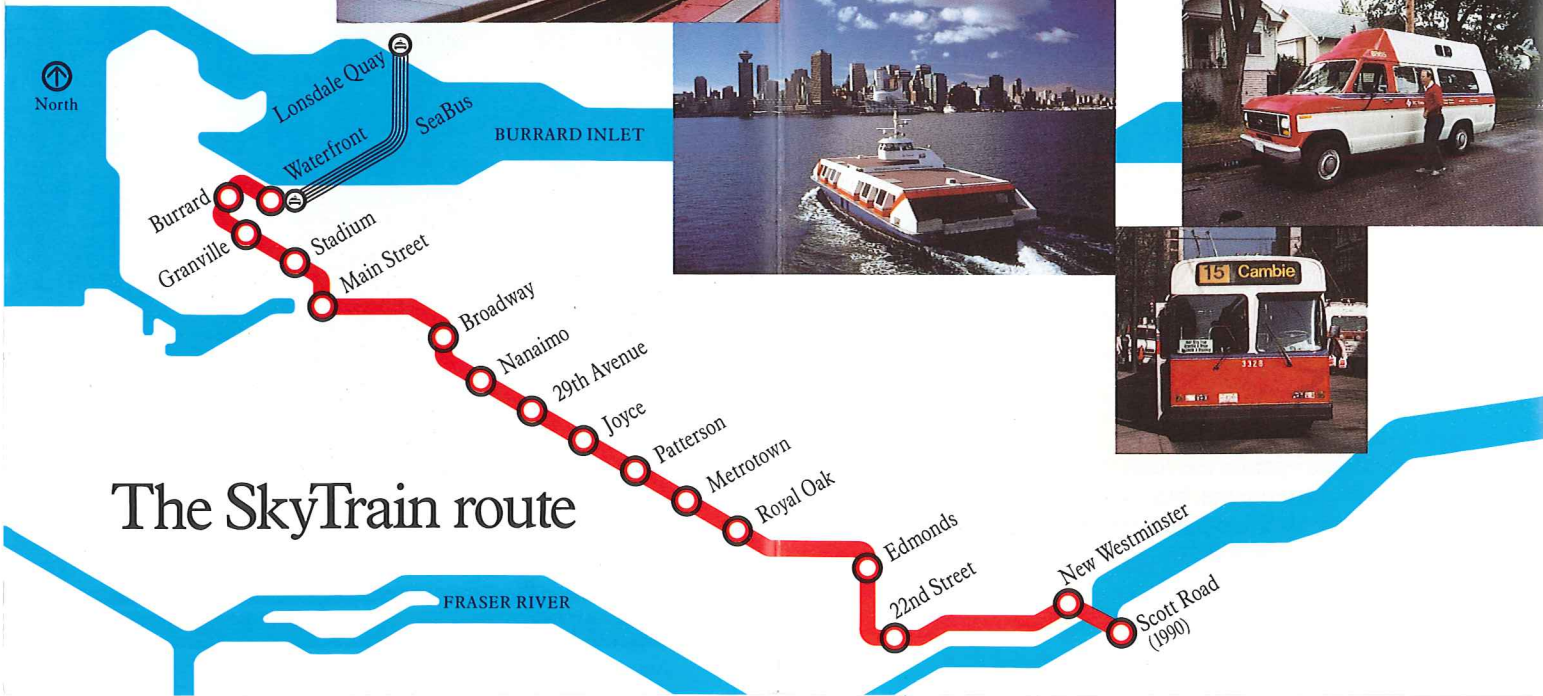 North
Lonsdale Quay
SeaBus
BURRARD INLET
Waterfront
Burrard
Granville
Stadium
Main Street
Broadway
Nanaimo
29th Avenue
Joyce
Patterson
Metrotown
Royal Oak
Edmonds
22nd Street
New Westminster
Scott Road
(1990)
The SkyTrain route
FRASER RIVER
15 Cambie
3328